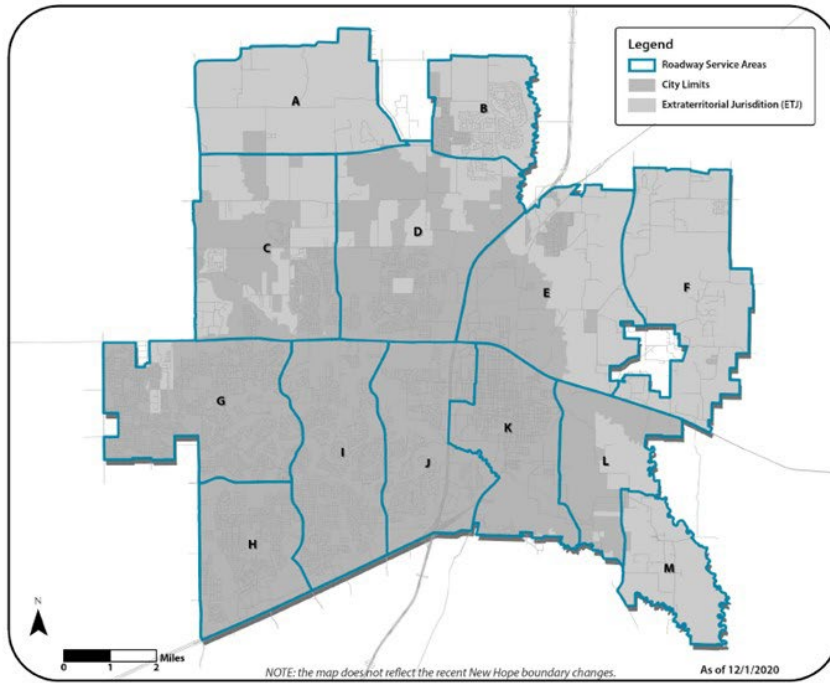 Legend
Roadway Service Areas
City Limits
Extraterritorial Jurisdition (ETJ)
A
B
C
D
E
F
G
H
I
J
K
L
M
N
0 1 2 Miles
NOTE: the map does not reflect the recent New Hope boundary changes.
As of 12/1/2020